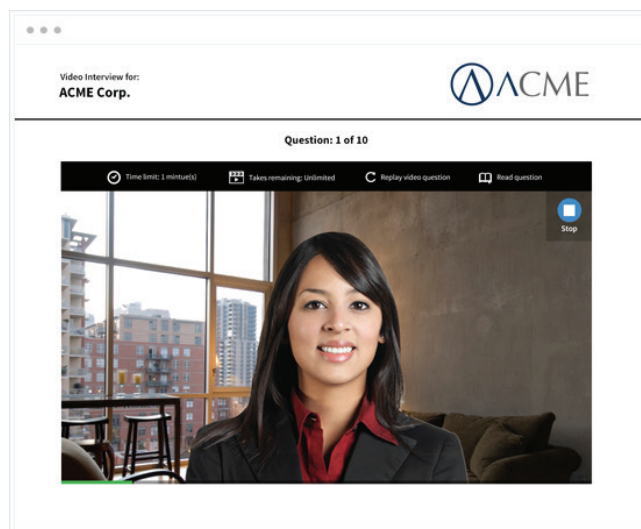 Video Interview for:
ACME Corp.
ACME
Question: 1 of 10
Time limit: 1 mintue(s)
Takes remaining: Unlimited
Replay video question
Read question
Stop